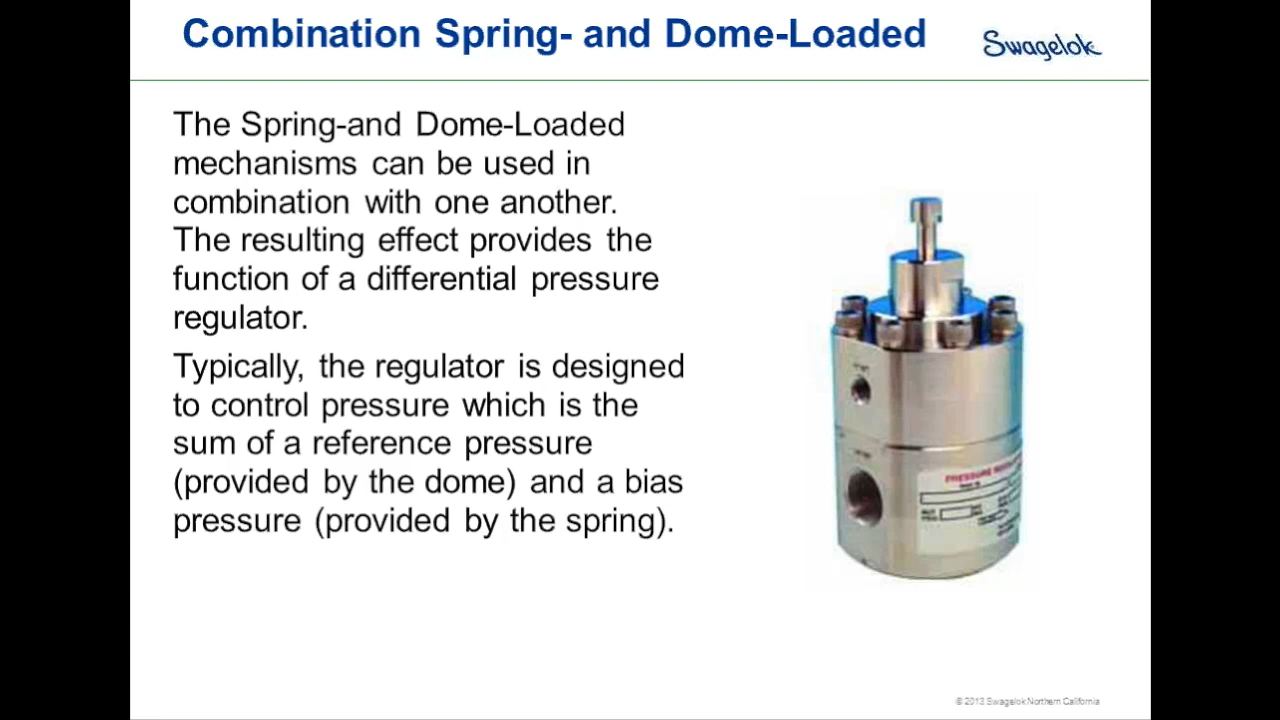 Combination Spring- and Dome-Loaded
Swagelok
The Spring-and Dome-Loaded
mechanisms can be used in
combination with one another.
The resulting effect provides the
function of a differential pressure
regulator.
Typically, the regulator is designed
to control pressure which is the
sum of a reference pressure
(provided by the dome) and a bias
pressure (provided by the spring).
PRESSURE
© 2013 Swagelok Northern California